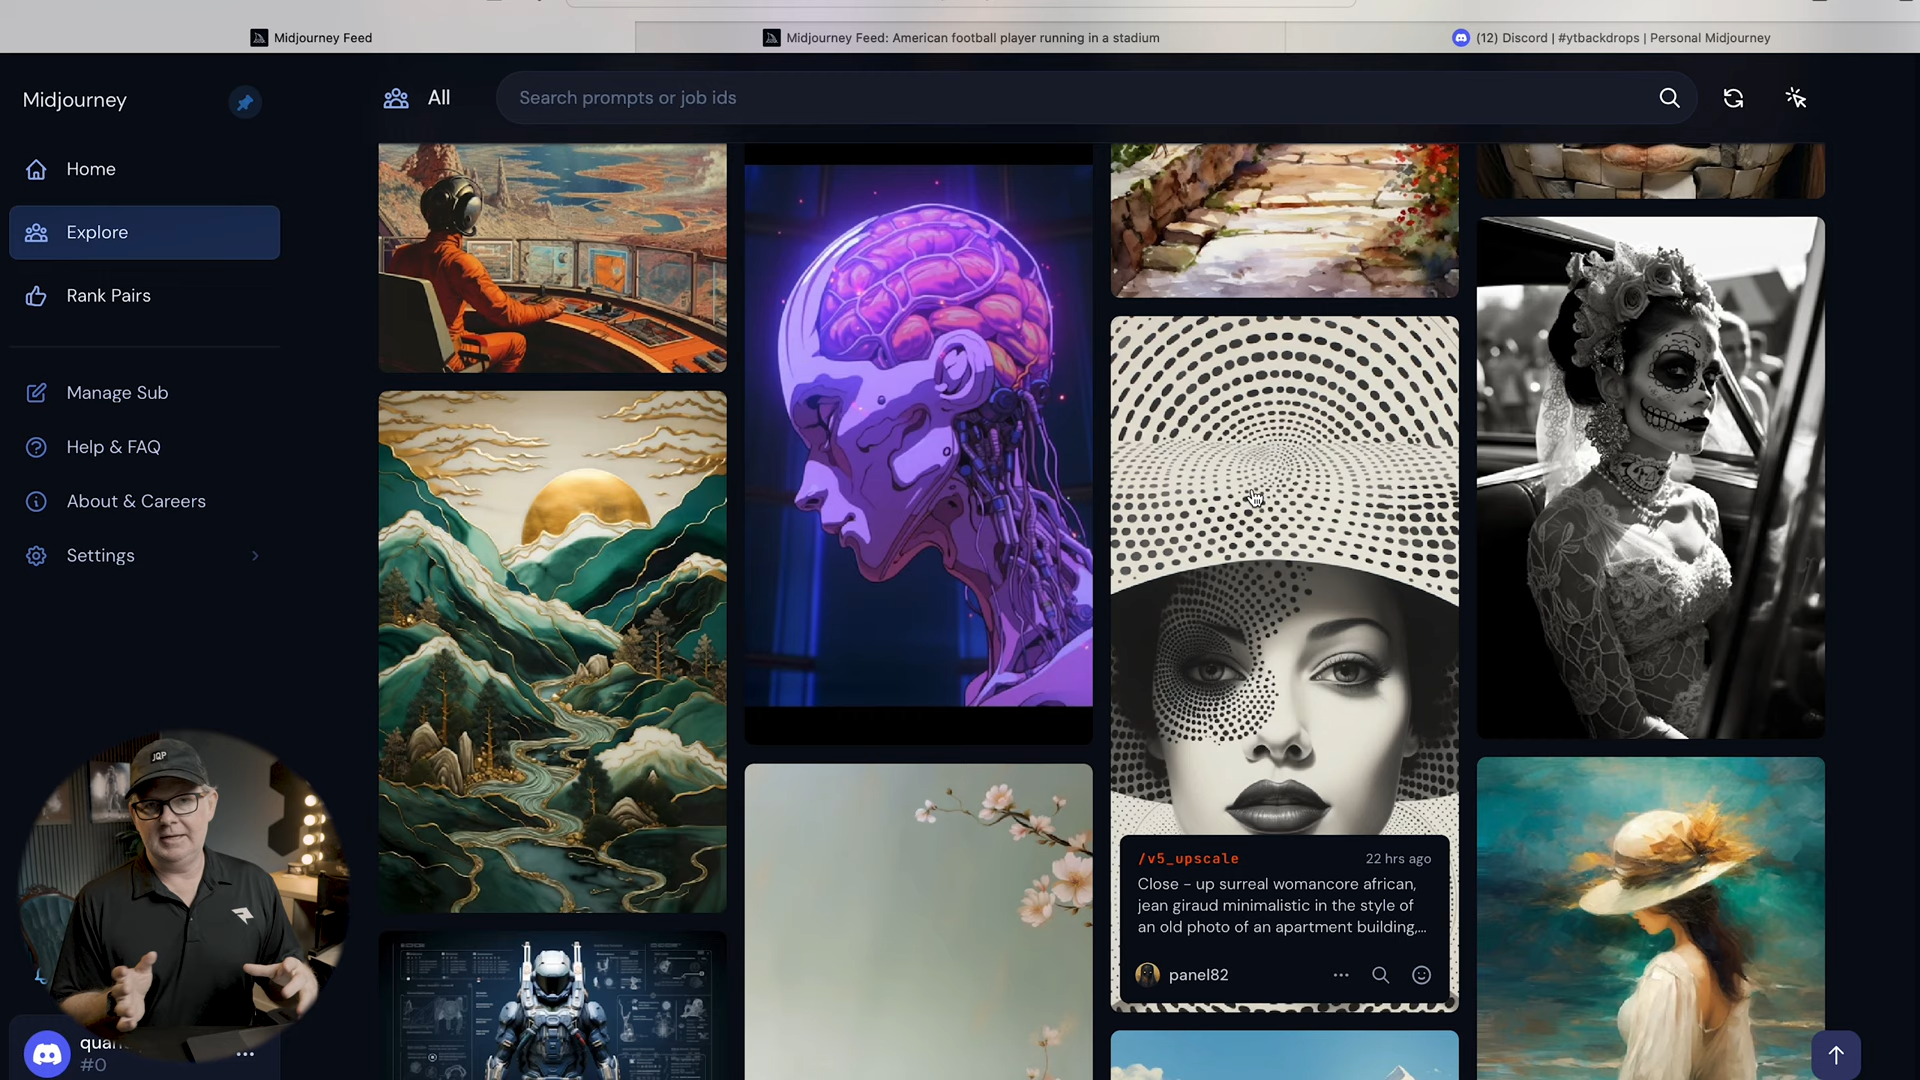 Midjourney Feed
Midjourney Feed: American football player running in a stadium
(12) Discord | #ytbackdrops | Personal Midjourney
Midjourney
All
Search prompts or job ids
Home
Explore
Rank Pairs
Manage Sub
Help & FAQ
About & Careers
Settings
/v5_upscale
22 hrs ago
Close - up surreal womancore african,
jean giraud minimalistic in the style of
an old photo of an apartment building,...
panel82
JQP
#0